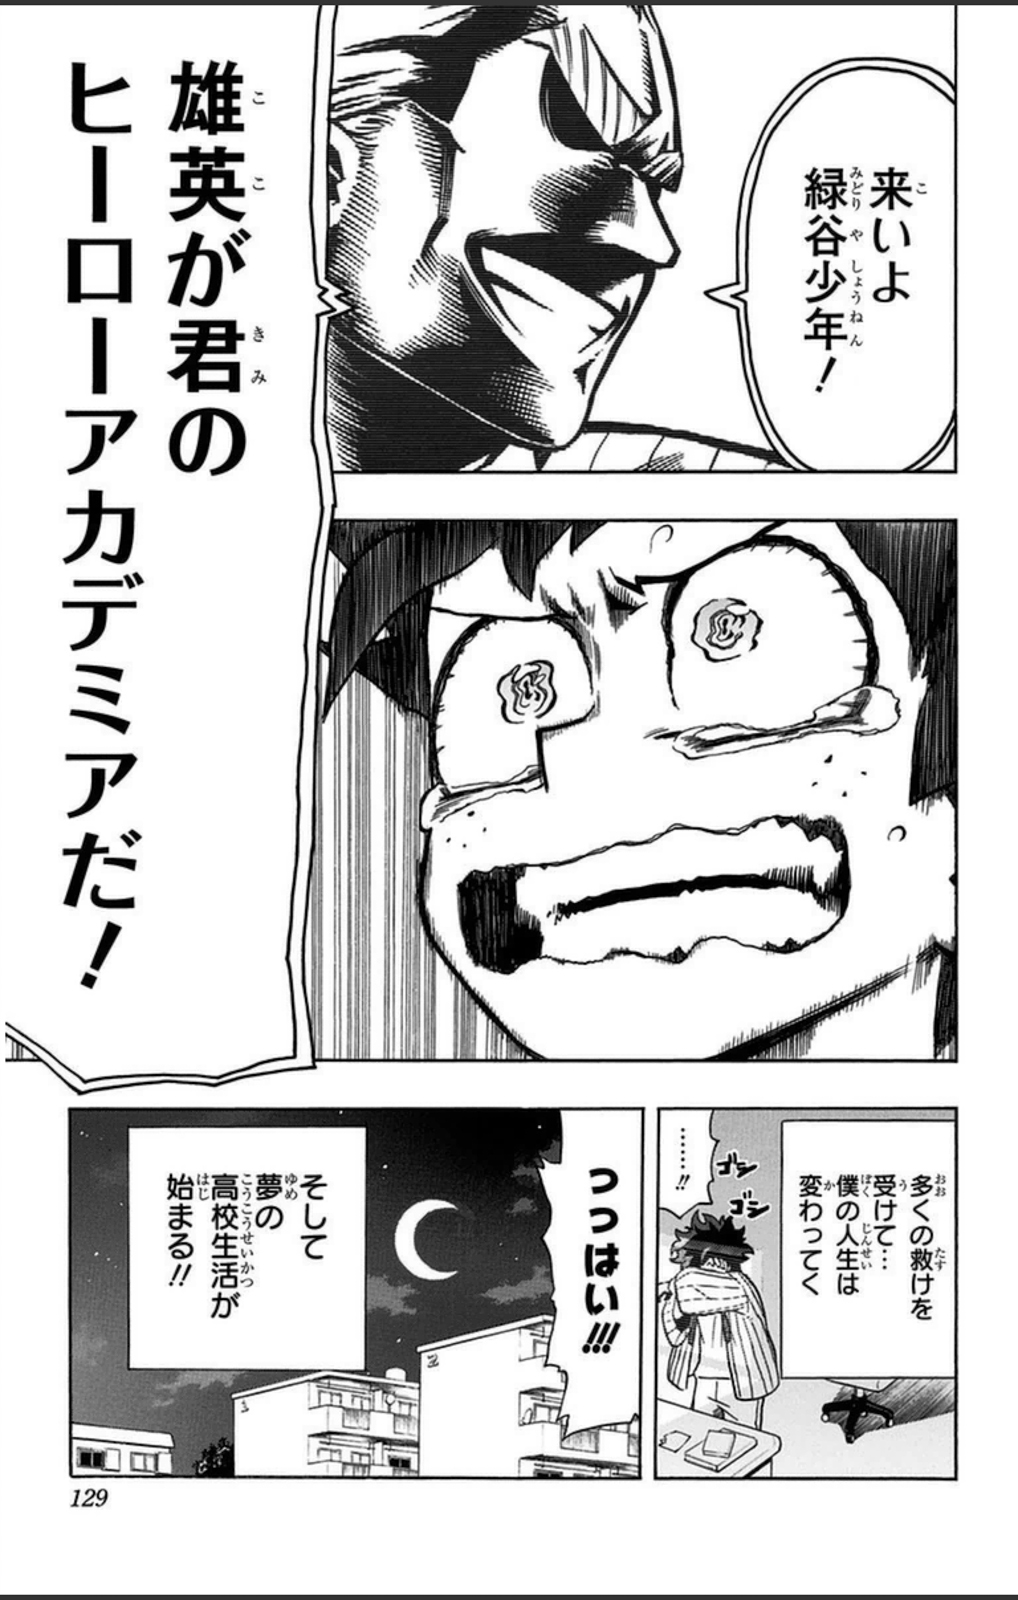 来いよ
緑谷少年!
雄英が君の
ヒーローアカデミアだ!
多くの救けを
受けて…
僕の人生は
変わってく
ゴシ
ゴシ
………!!
っつはい!!!
そして
夢の
高校生活が
始まる!!
129